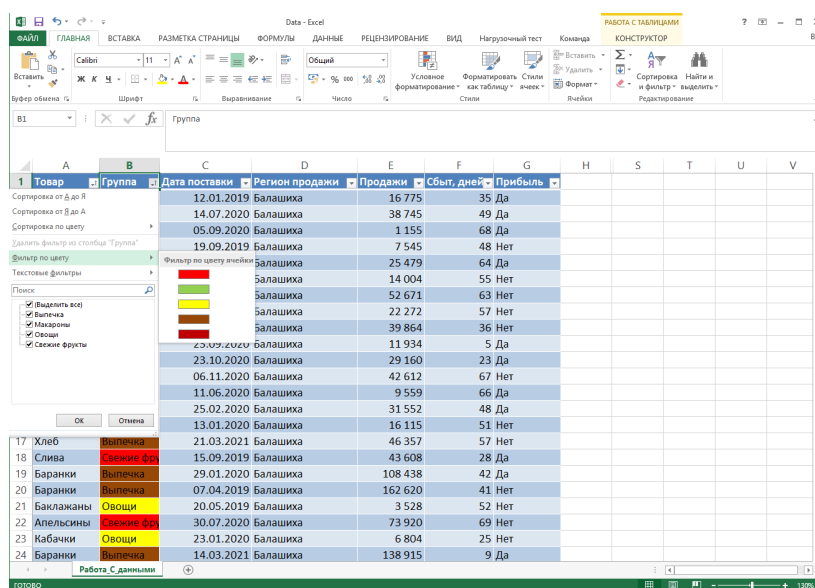 Data - Excel
РАБОТА С ТАБЛИЦАМИ
?
ФАЙЛ ГЛАВНАЯ ВСТАВКА РАЗМЕТКА СТРАНИЦЫ ФОРМУЛЫ ДАННЫЕ РЕЦЕНЗИРОВАНИЕ ВИД Нагрузочный тест Команда КОНСТРУКТОР
Вставить
Calibri 11
Ж К Ч
Общий
% 000
Условное форматирование
Форматировать как таблицу
Стили ячеек
Вставить
Удалить
Формат
Сортировка и фильтр
Найти и выделить
Буфер обмена Шрифт Выравнивание Число Стили Ячейки Редактирование
B1 fx Группа
A B C D E F G H S T U V
1 Товар Группа Дата поставки Регион продажи Продажи Сбыт, дней Прибыль
Сортировка от А до Я
Сортировка от Я до А
Сортировка по цвету
Удалить фильтр из столбца "Группа"
Фильтр по цвету
Текстовые фильтры
Поиск
(Выделить все)
Выпечка
Макароны
Овощи
Свежие фрукты
ОК Отмена
Фильтр по цвету ячейки
12.01.2019 Балашиха 16 775 35 Да
14.07.2020 Балашиха 38 745 49 Да
05.09.2020 Балашиха 1 155 68 Да
19.09.2019 Балашиха 7 545 48 Нет
Балашиха 25 479 64 Да
Балашиха 14 004 55 Нет
Балашиха 52 671 63 Нет
Балашиха 22 272 57 Нет
Балашиха 39 864 36 Нет
25.09.2020 Балашиха 11 934 5 Да
23.10.2020 Балашиха 29 160 23 Да
06.11.2020 Балашиха 42 612 67 Нет
11.06.2020 Балашиха 9 559 66 Да
25.02.2020 Балашиха 31 552 48 Да
13.01.2020 Балашиха 16 115 51 Нет
17 Хлеб Выпечка 21.03.2021 Балашиха 46 357 57 Нет
18 Слива Свежие фру 15.09.2019 Балашиха 43 608 28 Да
19 Баранки Выпечка 29.01.2020 Балашиха 108 438 42 Да
20 Баранки Выпечка 07.04.2019 Балашиха 162 620 41 Нет
21 Баклажаны Овощи 20.05.2019 Балашиха 3 528 52 Нет
22 Апельсины Свежие фру 30.07.2020 Балашиха 73 920 69 Нет
23 Кабачки Овощи 23.01.2020 Балашиха 6 804 25 Нет
24 Баранки Выпечка 14.03.2021 Балашиха 138 915 9 Да
Работа_С_данными
ГОТОВО
130%